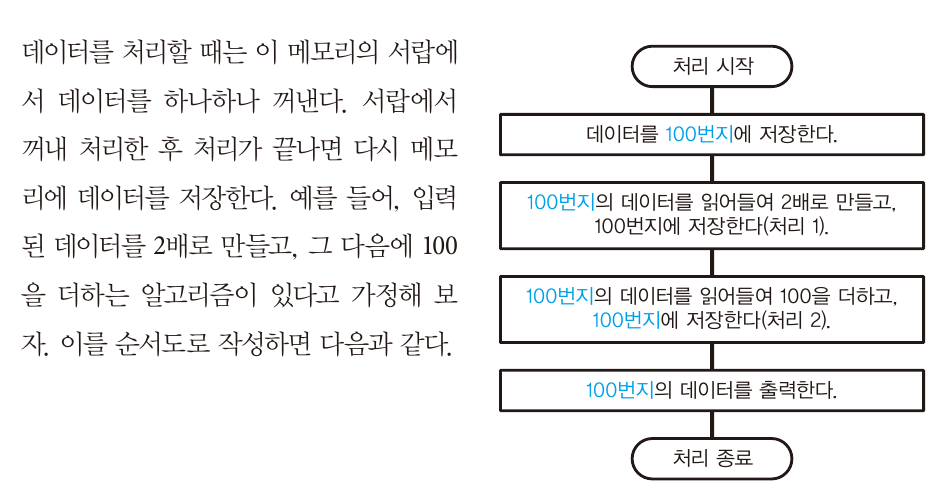 데이터를 처리할 때는 이 메모리의 서랍에
서 데이터를 하나하나 꺼낸다. 서랍에서
꺼내 처리한 후 처리가 끝나면 다시 메모
리에 데이터를 저장한다. 예를 들어, 입력
된 데이터를 2배로 만들고, 그 다음에 100
을 더하는 알고리즘이 있다고 가정해 보
자. 이를 순서도로 작성하면 다음과 같다.
처리 시작
데이터를 100번지에 저장한다.
100번지의 데이터를 읽어들여 2배로 만들고,
100번지에 저장한다(처리 1).
100번지의 데이터를 읽어들여 100을 더하고,
100번지에 저장한다(처리 2).
100번지의 데이터를 출력한다.
처리 종료